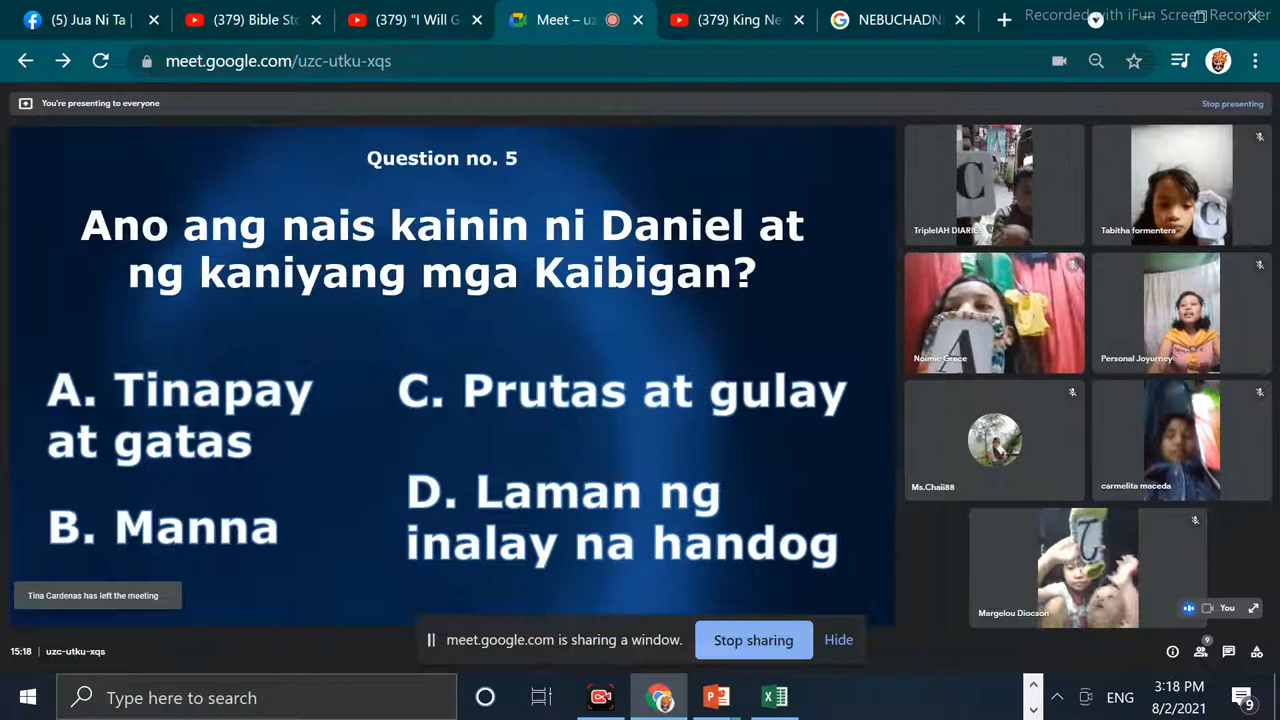 (5) Jua Ni Ta
(379) Bible Sto
(379) "I Will G
Meet – uz
(379) King Ne
NEBUCHADN
Recorded with iFun Screen Recorder
meet.google.com/uzc-utku-xqs
You're presenting to everyone
Stop presenting
Question no. 5
Ano ang nais kainin ni Daniel at
ng kaniyang mga Kaibigan?
A. Tinapay
at gatas
B. Manna
C. Prutas at gulay
D. Laman ng
inalay na handog
C
TripleIAH DIARIES
C
Tabitha formentera
A
Noimie Grace
Personal Joyurney
Ms.Chaii88
carmelita maceda
Margelou Diocson
You
Tina Cardenas has left the meeting
meet.google.com is sharing a window.
Stop sharing
Hide
15:18
uzc-utku-xqs
9
Type here to search
ENG
3:18 PM
8/2/2021
9